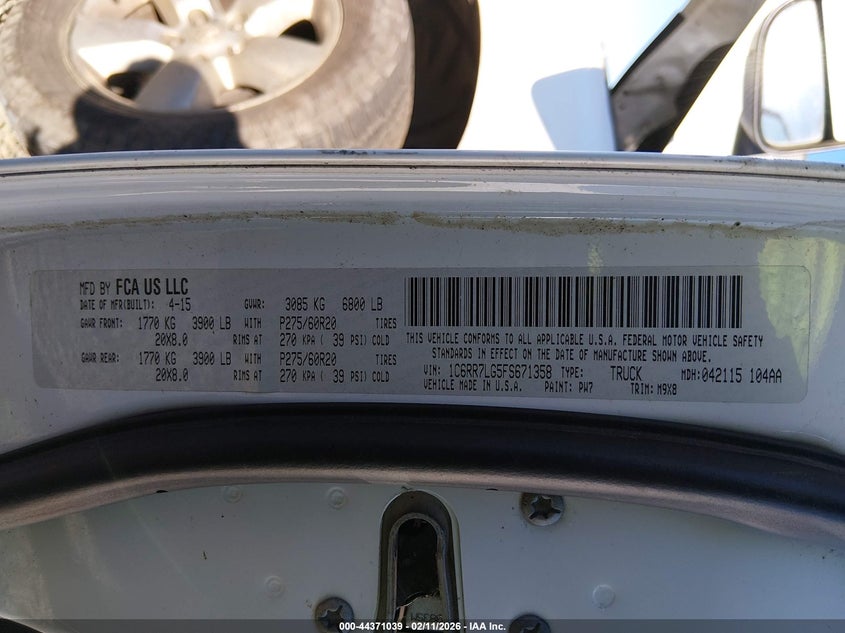 MFD BY FCA US LLC
DATE OF MFR(BUILT): 4-15 GVWR: 3085 KG 6800 LB
GAWR FRONT: 1770 KG 3900 LB WITH P275/60R20 TIRES
20X8.0 RIMS AT 270 KPA ( 39 PSI) COLD
GAWR REAR: 1770 KG 3900 LB WITH P275/60R20 TIRES
20X8.0 RIMS AT 270 KPA ( 39 PSI) COLD
THIS VEHICLE CONFORMS TO ALL APPLICABLE U.S.A. FEDERAL MOTOR VEHICLE SAFETY
STANDARDS IN EFFECT ON THE DATE OF MANUFACTURE SHOWN ABOVE.
VIN: 1C6RR7LG5FS671358 TYPE: TRUCK MDH: 042115 104AA
VEHICLE MADE IN U.S.A. PAINT: PW7 TRIM: M9X8
000-44371039 - 02/11/2026 - IAA Inc.